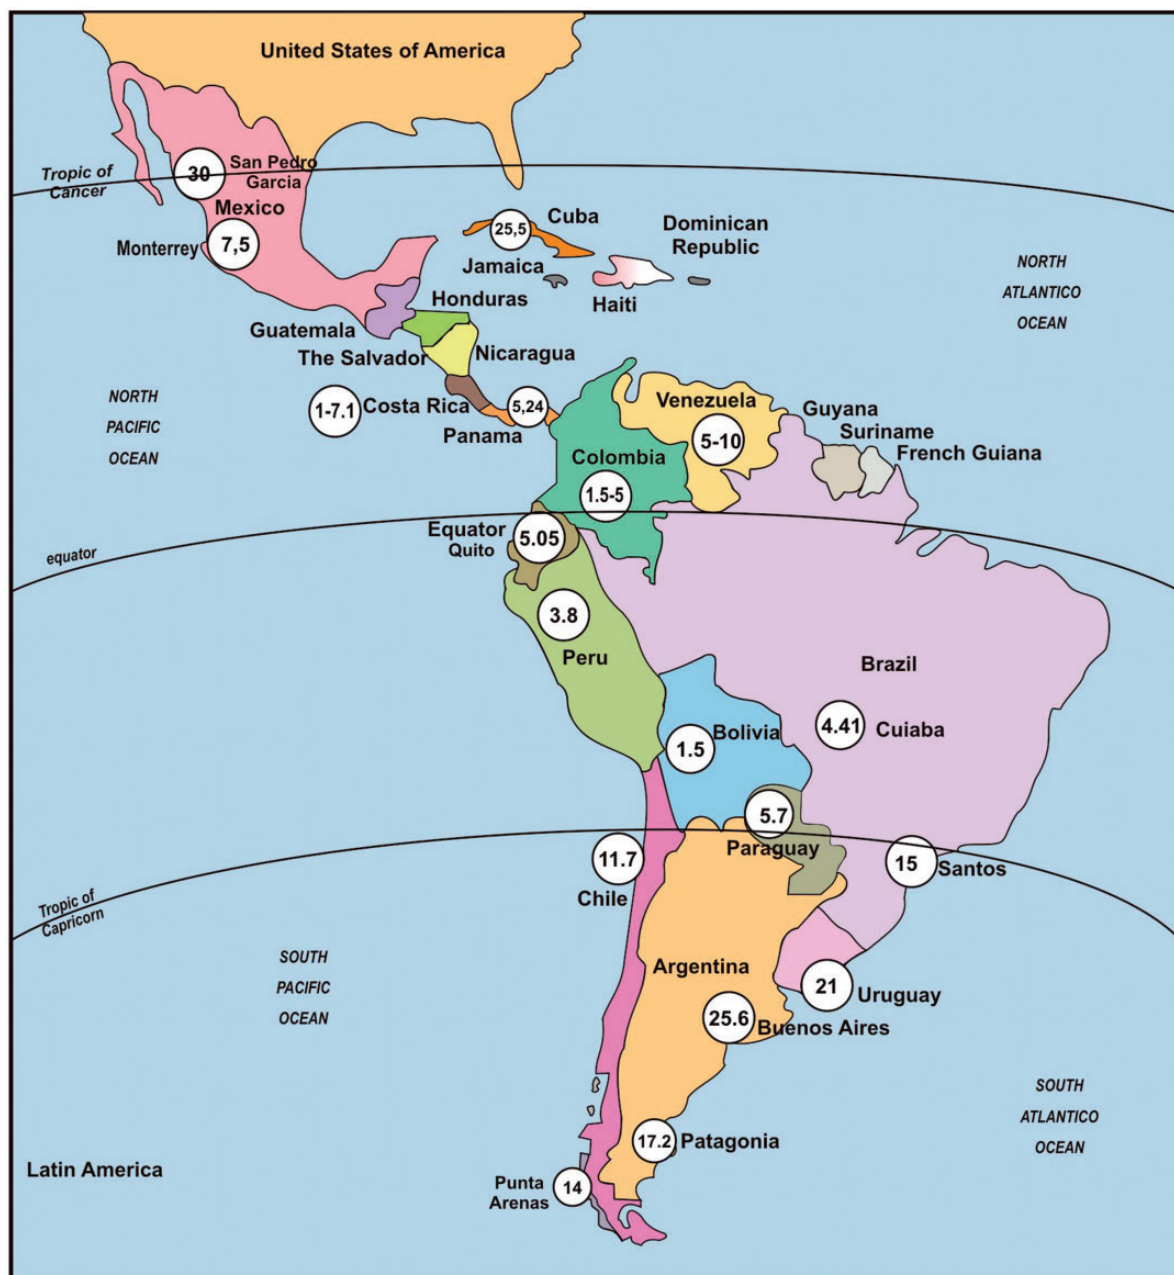 United States of America
Tropic of
Cancer
30
San Pedro
Garcia
Mexico
Monterrey
7,5
25,5
Cuba
Jamaica
Dominican
Republic
Haiti
NORTH
ATLANTICO
OCEAN
Honduras
Guatemala
The Salvador
Nicaragua
NORTH
PACIFIC
OCEAN
1-7.1
Costa Rica
5,24
Panama
Venezuela
5-10
Guyana
Suriname
French Guiana
Colombia
1.5-5
equator
Equator
Quito
5.05
3.8
Peru
Brazil
4.41
Cuiaba
Bolivia
1.5
5.7
Paraguay
11.7
Chile
15
Santos
Tropic of
Capricorn
SOUTH
PACIFIC
OCEAN
Argentina
21
Uruguay
25.6
Buenos Aires
SOUTH
ATLANTICO
OCEAN
17.2
Patagonia
Latin America
Punta
Arenas
14